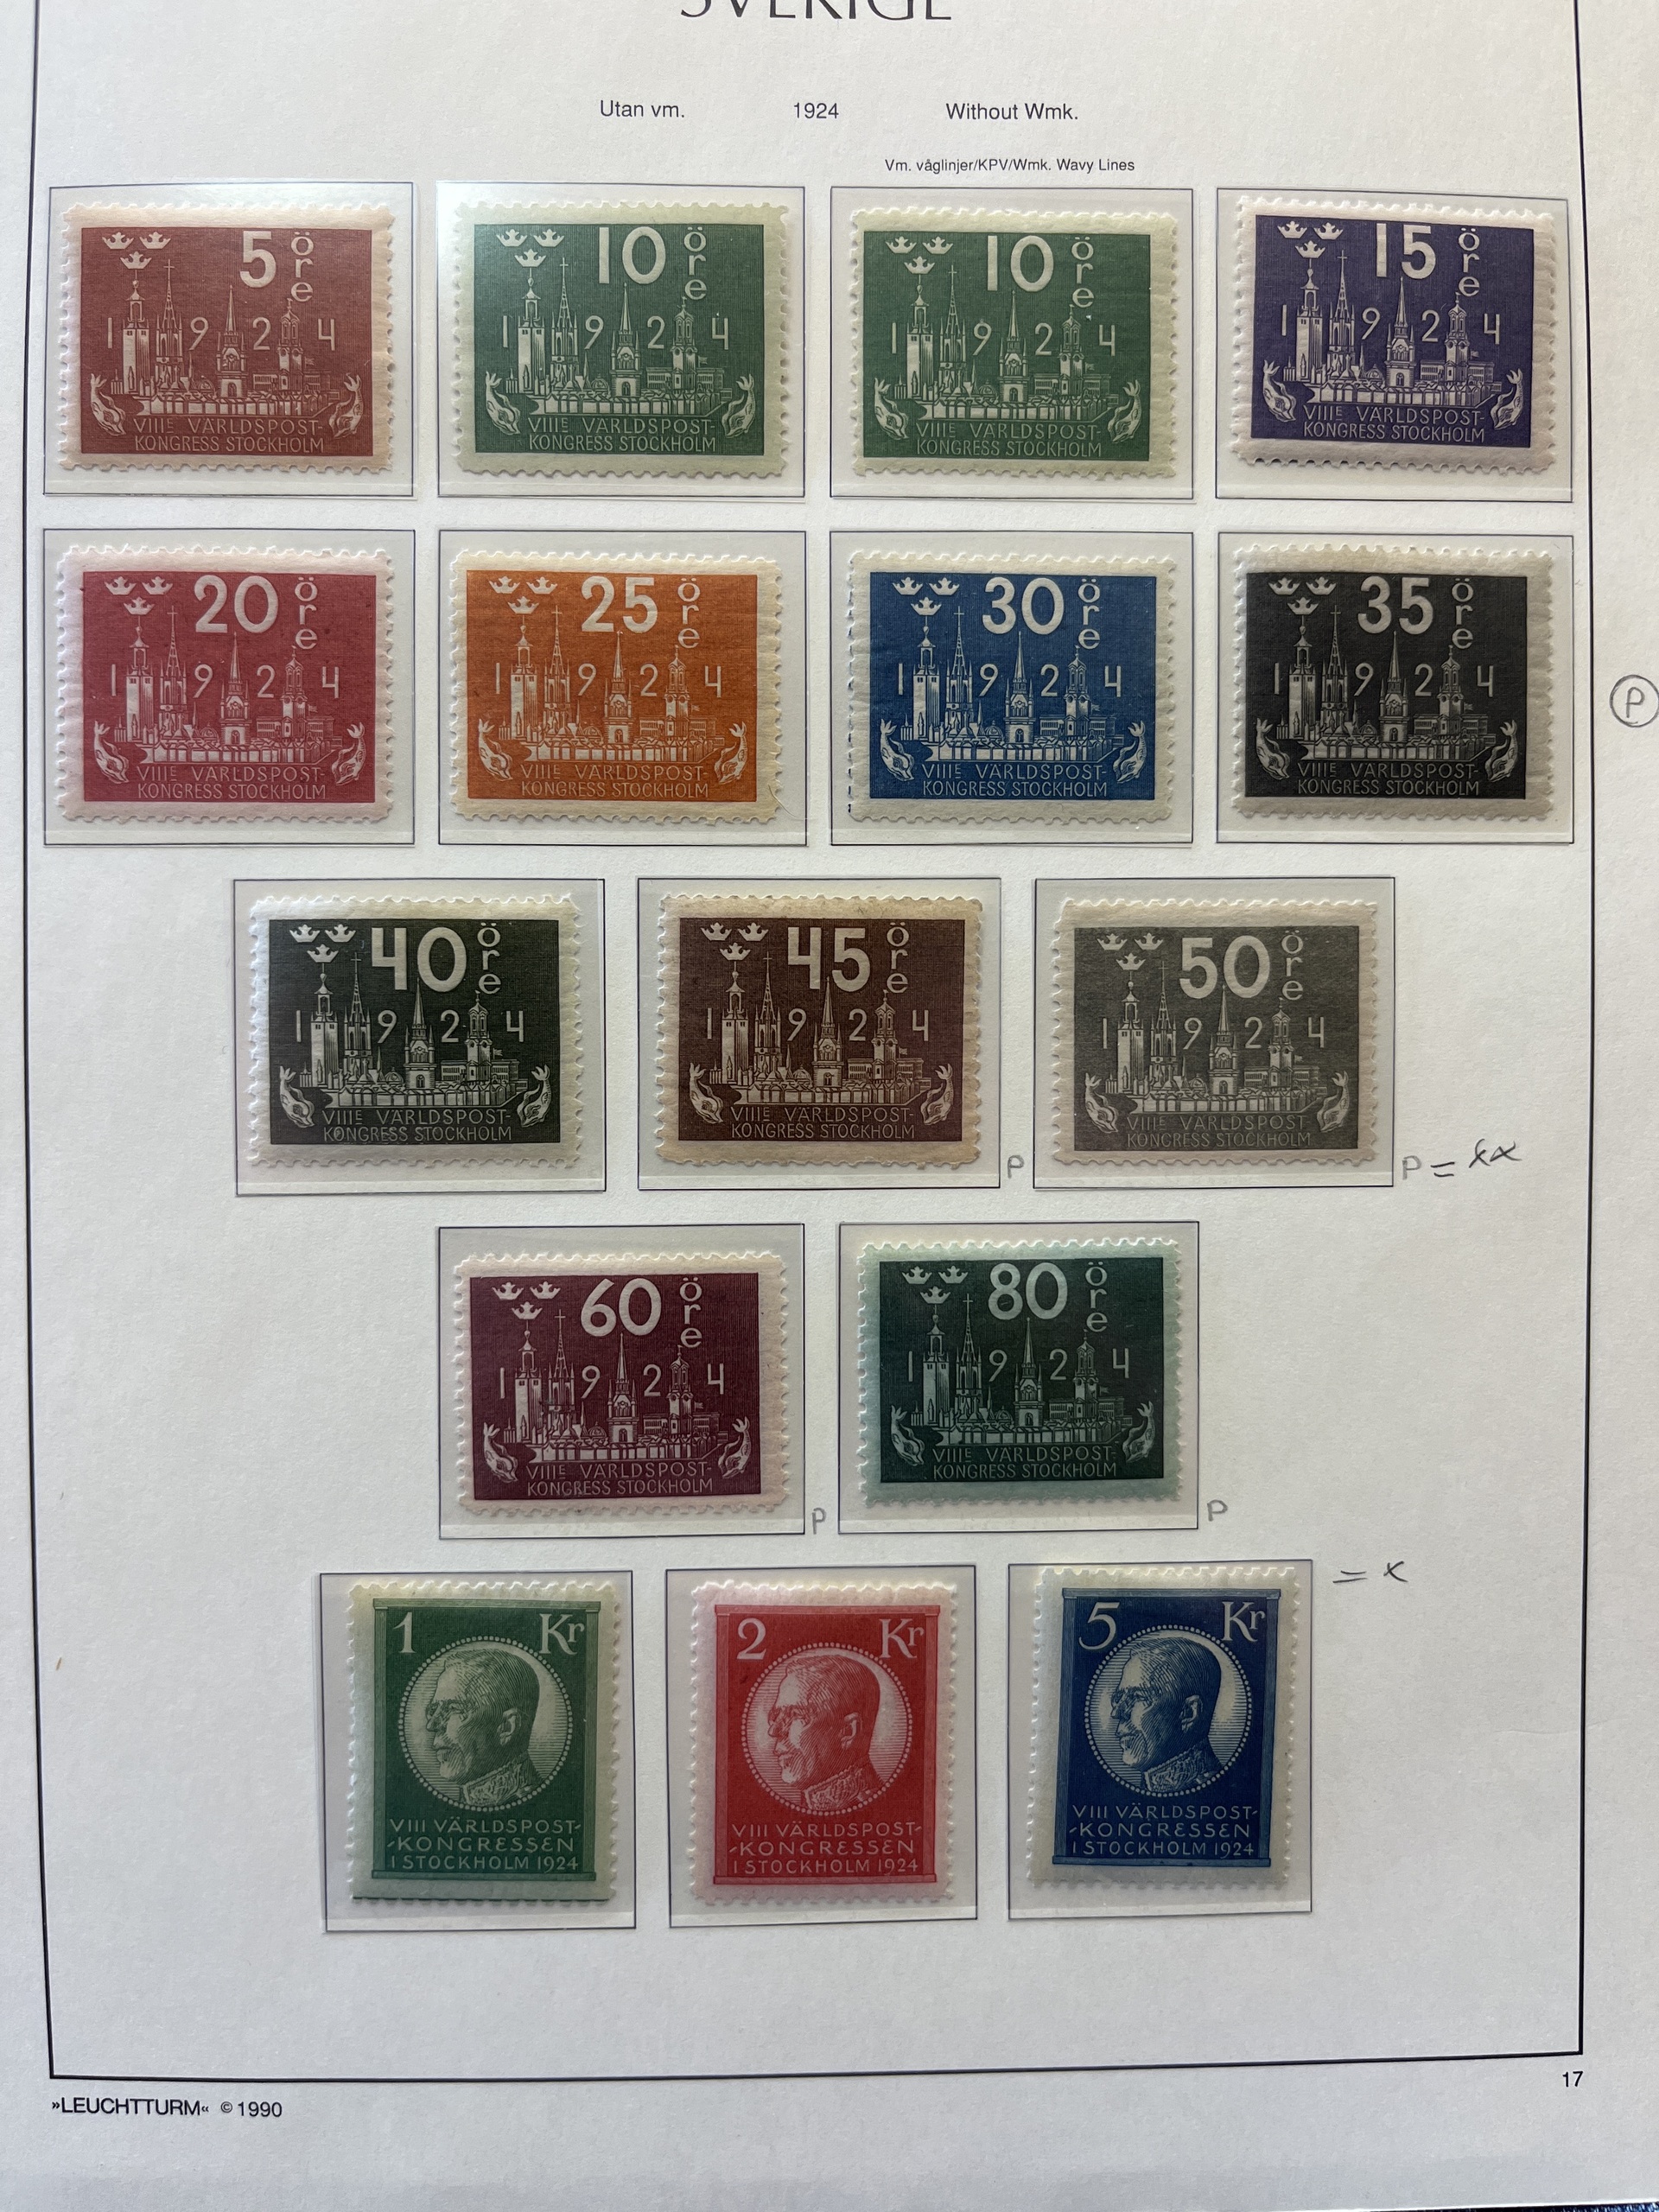 SVERIGE
Utan vm. 1924 Without Wmk.
Vm. våglinjer/KPV/Wmk. Wavy Lines
5 öre
1924
VIIIE VÄRLDSPOST-
KONGRESS STOCKHOLM
10 öre
1924
VIIIE VÄRLDSPOST-
KONGRESS STOCKHOLM
10 öre
1924
VIIIE VÄRLDSPOST-
KONGRESS STOCKHOLM
15 öre
1924
VIIIE VÄRLDSPOST-
KONGRESS STOCKHOLM
20 öre
1924
VIIIE VÄRLDSPOST-
KONGRESS STOCKHOLM
25 öre
1924
VIIIE VÄRLDSPOST-
KONGRESS STOCKHOLM
30 öre
1924
VIIIE VÄRLDSPOST-
KONGRESS STOCKHOLM
35 öre
1924
VIIIE VÄRLDSPOST-
KONGRESS STOCKHOLM
P
40 öre
1924
VIIIE VÄRLDSPOST-
KONGRESS STOCKHOLM
45 öre
1924
VIIIE VÄRLDSPOST-
KONGRESS STOCKHOLM
P
50 öre
1924
VIIIE VÄRLDSPOST-
KONGRESS STOCKHOLM
P = xx
60 öre
1924
VIIIE VÄRLDSPOST-
KONGRESS STOCKHOLM
P
80 öre
1924
VIIIE VÄRLDSPOST-
KONGRESS STOCKHOLM
P
1 Kr
VIII VÄRLDSPOST-
-KONGRESSEN
I STOCKHOLM 1924
2 Kr
VIII VÄRLDSPOST-
-KONGRESSEN
I STOCKHOLM 1924
5 Kr
VIII VÄRLDSPOST-
-KONGRESSEN
I STOCKHOLM 1924
= x
17
»LEUCHTTURM« © 1990